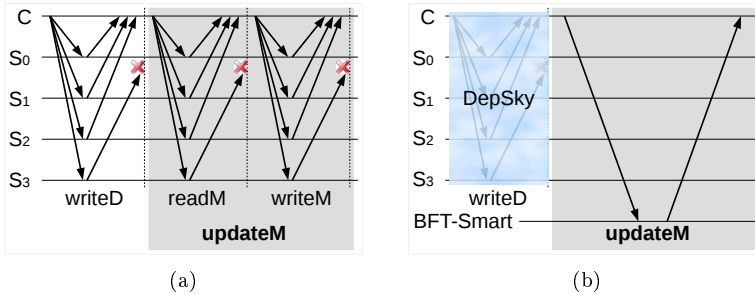 C
S0
S1
S2
S3
writeD readM writeM
updateM
(a)
C
S0
S1
S2
S3
DepSky
writeD
BFT-Smart
updateM
(b)